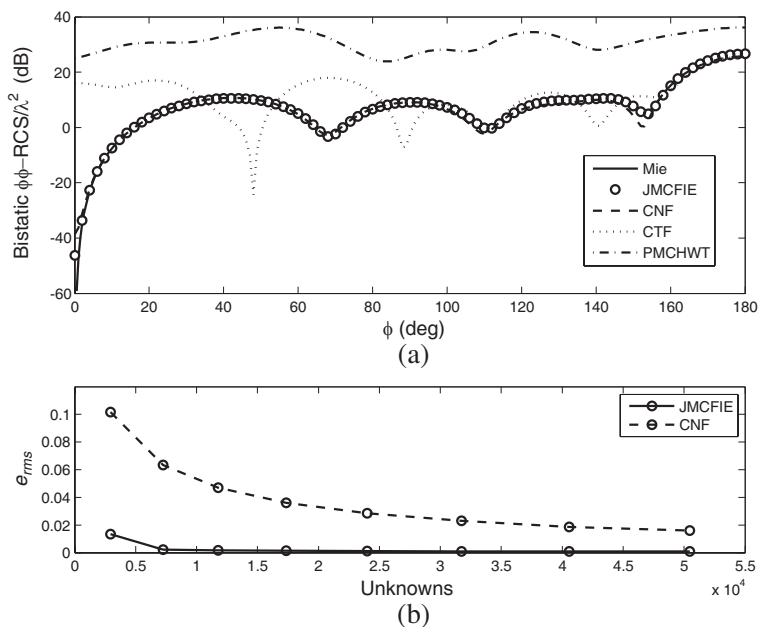 40
20
0
-20
-40
-60
Bistatic ϕϕ–RCS/λ² (dB)
Mie
JMCFIE
CNF
CTF
PMCHWT
0 20 40 60 80 100 120 140 160 180
ϕ (deg)
(a)
0.1
0.08
0.06
0.04
0.02
0
e_rms
JMCFIE
CNF
0 0.5 1 1.5 2 2.5 3 3.5 4 4.5 5 5.5
Unknowns
x 10⁴
(b)